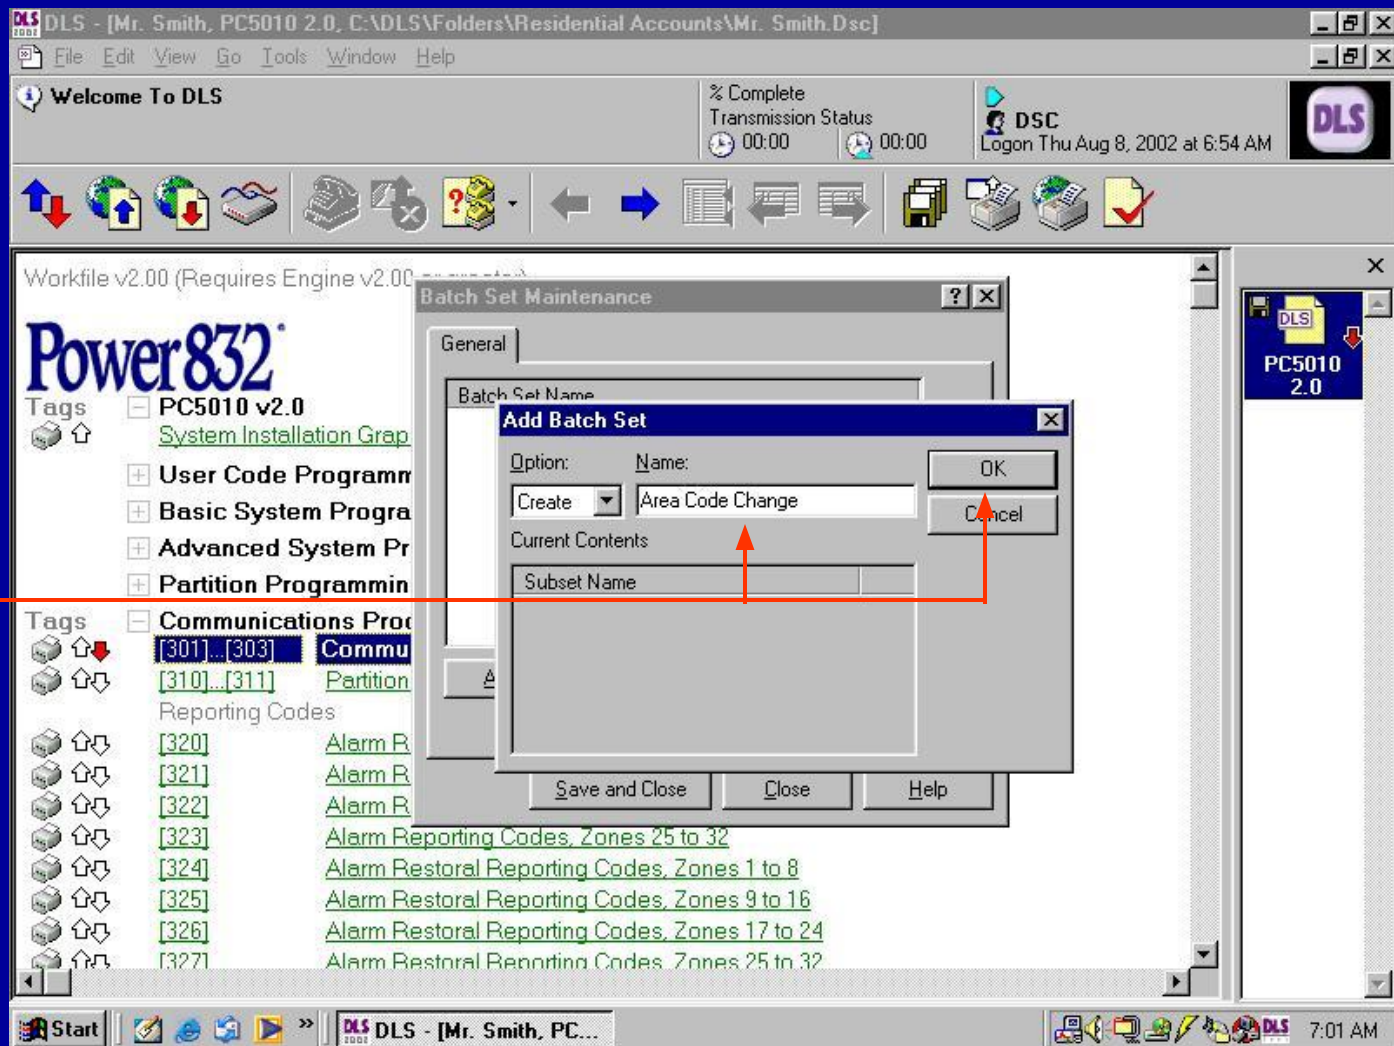 DLS - [Mr. Smith, PC5010 2.0, C:\DLS\Folders\Residential Accounts\Mr. Smith.Dsc]
File Edit View Go Tools Window Help
Welcome To DLS
% Complete
Transmission Status
00:00 00:00
DSC
Logon Thu Aug 8, 2002 at 6:54 AM
DLS
Workfile v2.00 (Requires Engine v2.00
Power832
Tags PC5010 v2.0
System Installation Grap
User Code Programm
Basic System Progra
Advanced System Pr
Partition Programmin
Tags Communications Prog
[301]...[303] Commu
[310]...[311] Partition
Reporting Codes
[320] Alarm R
[321] Alarm R
[322] Alarm R
[323] Alarm Reporting Codes, Zones 25 to 32
[324] Alarm Restoral Reporting Codes, Zones 1 to 8
[325] Alarm Restoral Reporting Codes, Zones 9 to 16
[326] Alarm Restoral Reporting Codes, Zones 17 to 24
[327] Alarm Restoral Reporting Codes, Zones 25 to 32
Batch Set Maintenance
General
Batch Set Name
A
Save and Close Close Help
Add Batch Set
Option: Name:
Create Area Code Change
OK
Cancel
Current Contents
Subset Name
DLS
PC5010
2.0
Start
DLS - [Mr. Smith, PC...
DLS
7:01 AM